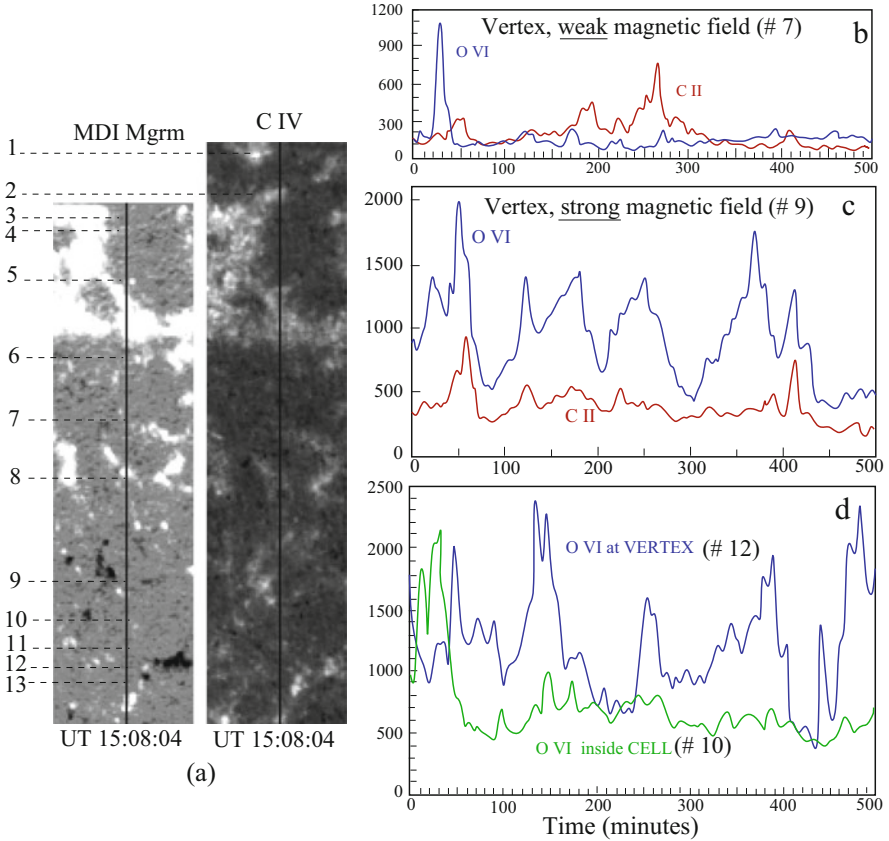 MDI Mgrm
C IV
1
2
3
4
5
6
7
8
9
10
11
12
13
UT 15:08:04
UT 15:08:04
(a)
Vertex, weak magnetic field (# 7)
b
O VI
C II
1200
900
600
300
0
0
100
200
300
400
500
Vertex, strong magnetic field (# 9)
c
O VI
C II
2000
1500
1000
500
0
0
100
200
300
400
500
d
O VI at VERTEX (# 12)
O VI inside CELL (# 10)
2500
2000
1500
1000
500
0
0
100
200
300
400
500
Time (minutes)